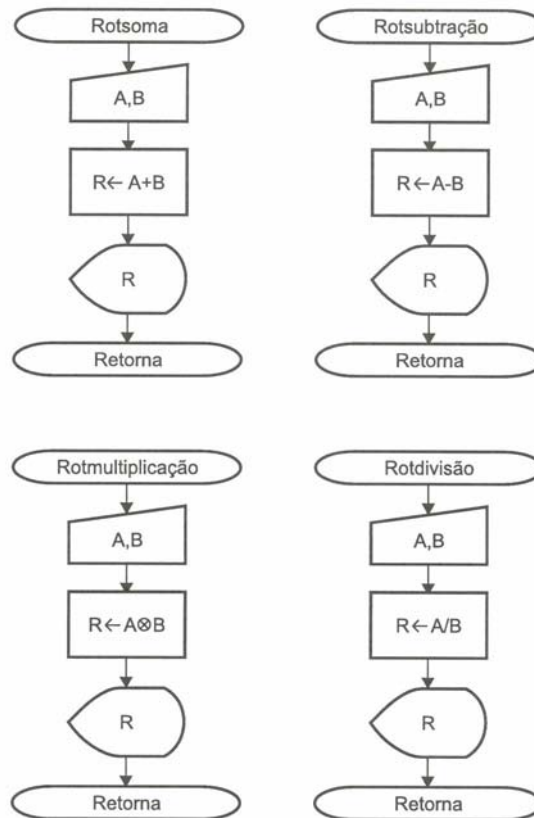 Rotsoma
A,B
R← A+B
R
Retorna
Rotsubtração
A,B
R←A-B
R
Retorna
Rotmultiplicação
A,B
R←A⊗B
R
Retorna
Rotdivisão
A,B
R←A/B
R
Retorna